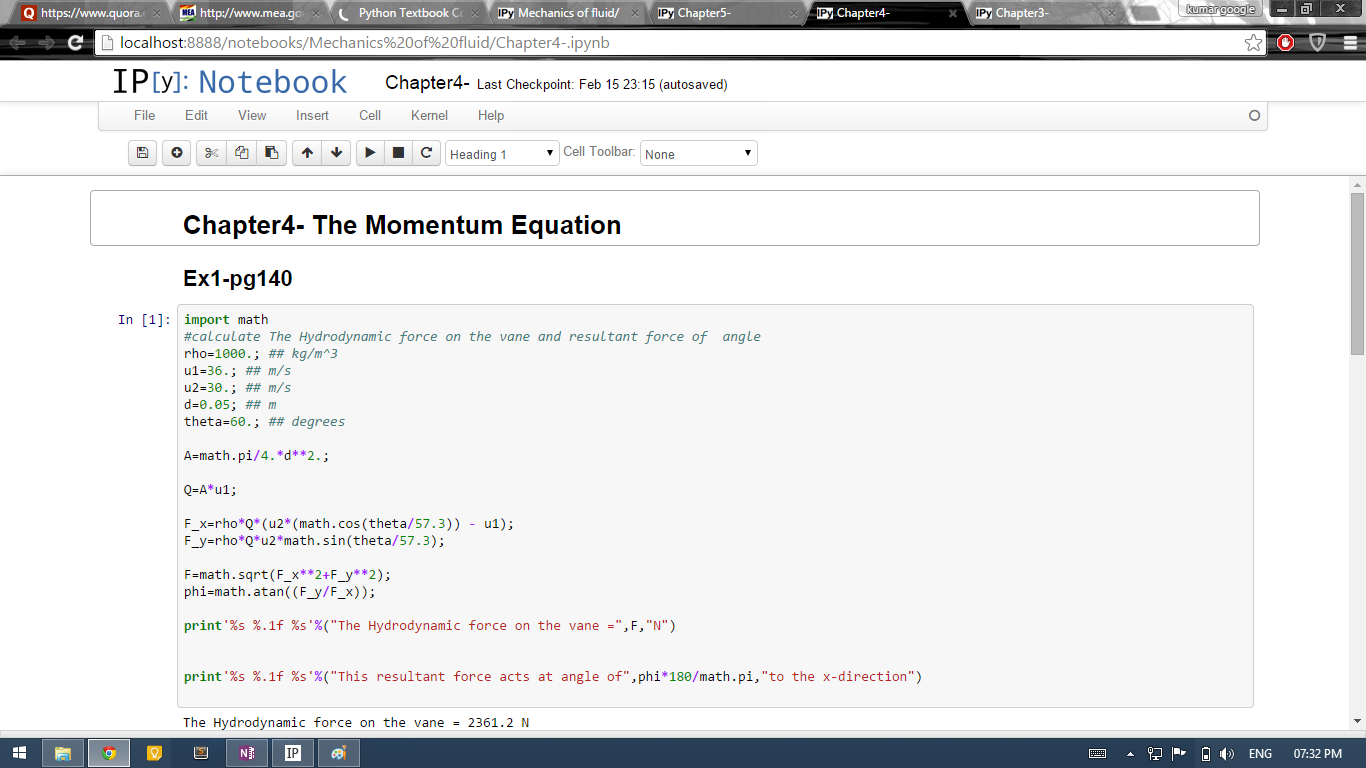 https://www.quora.
http://www.mea.go
Python Textbook Co
IPy Mechanics of fluid/
IPy Chapter5-
IPy Chapter4-
IPy Chapter3-
kumar google
localhost:8888/notebooks/Mechanics%20of%20fluid/Chapter4-.ipynb
IP[y]: Notebook
Chapter4- Last Checkpoint: Feb 15 23:15 (autosaved)
File Edit View Insert Cell Kernel Help
Heading 1 Cell Toolbar: None
Chapter4- The Momentum Equation
Ex1-pg140
In [1]:
import math
#calculate The Hydrodynamic force on the vane and resultant force of  angle
rho=1000.; ## kg/m^3
u1=36.; ## m/s
u2=30.; ## m/s
d=0.05; ## m
theta=60.; ## degrees
A=math.pi/4.*d**2.;
Q=A*u1;
F_x=rho*Q*(u2*(math.cos(theta/57.3)) - u1);
F_y=rho*Q*u2*math.sin(theta/57.3);
F=math.sqrt(F_x**2+F_y**2);
phi=math.atan((F_y/F_x));
print'%s %.1f %s'%("The Hydrodynamic force on the vane =",F,"N")
print'%s %.1f %s'%("This resultant force acts at angle of",phi*180/math.pi,"to the x-direction")
The Hydrodynamic force on the vane = 2361.2 N
ENG 07:32 PM